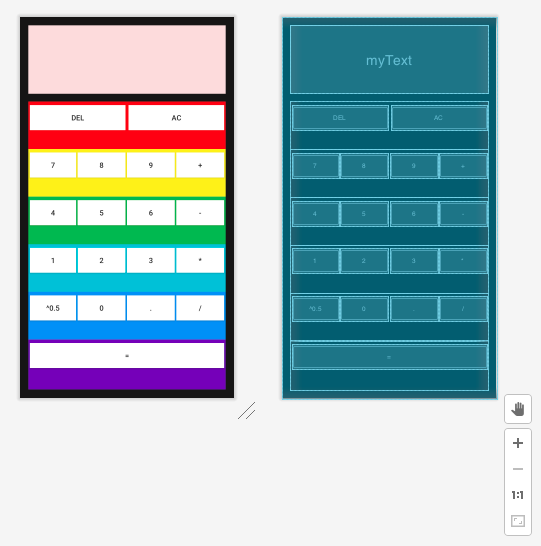 DEL AC
7 8 9 +
4 5 6 -
1 2 3 *
^0.5 0 . /
=
myText
DEL AC
7 8 9 +
4 5 6 -
1 2 3 *
^0.5 0 . /
=
1:1